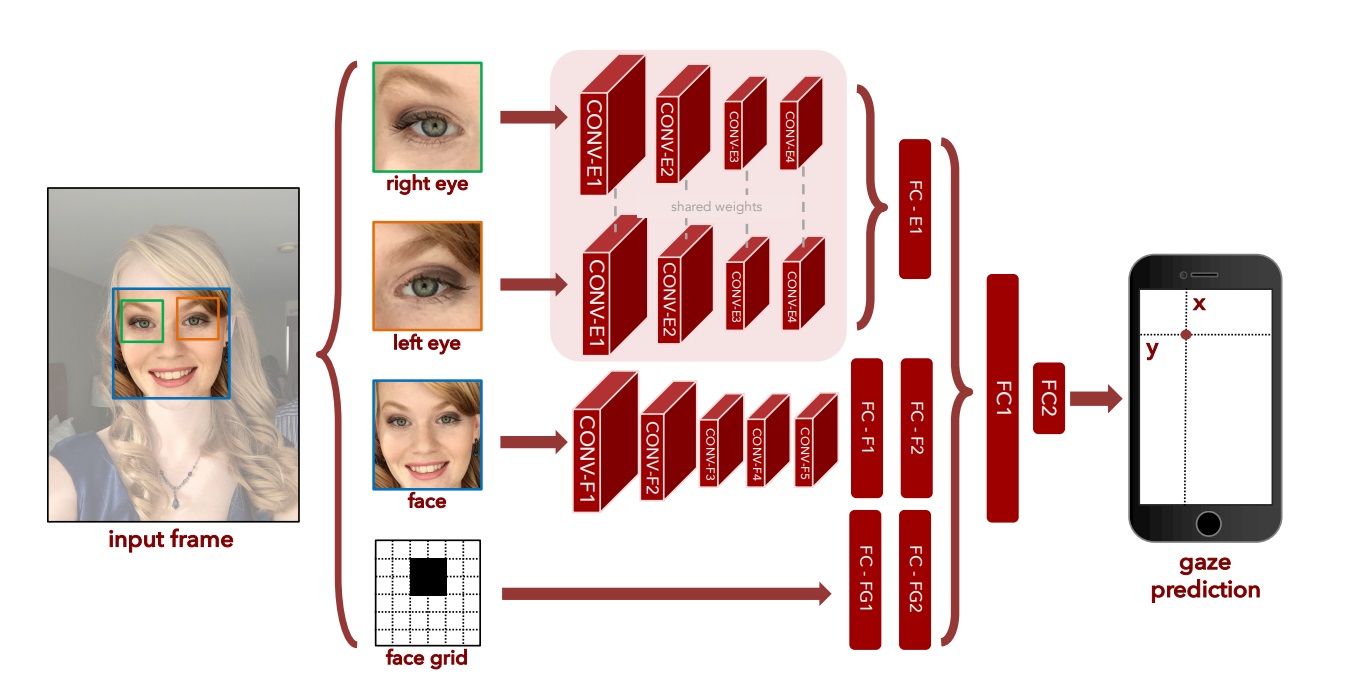 right eye
CONV-E1
CONV-E2
CONV-E3
CONV-E4
shared weights
left eye
CONV-E1
CONV-E2
CONV-E3
CONV-E4
FC - E1
input frame
face
CONV-F1
CONV-F2
CONV-F3
CONV-F4
CONV-F5
FC - F1
FC - F2
face grid
FC - FG1
FC - FG2
FC1
FC2
x
y
gaze
prediction